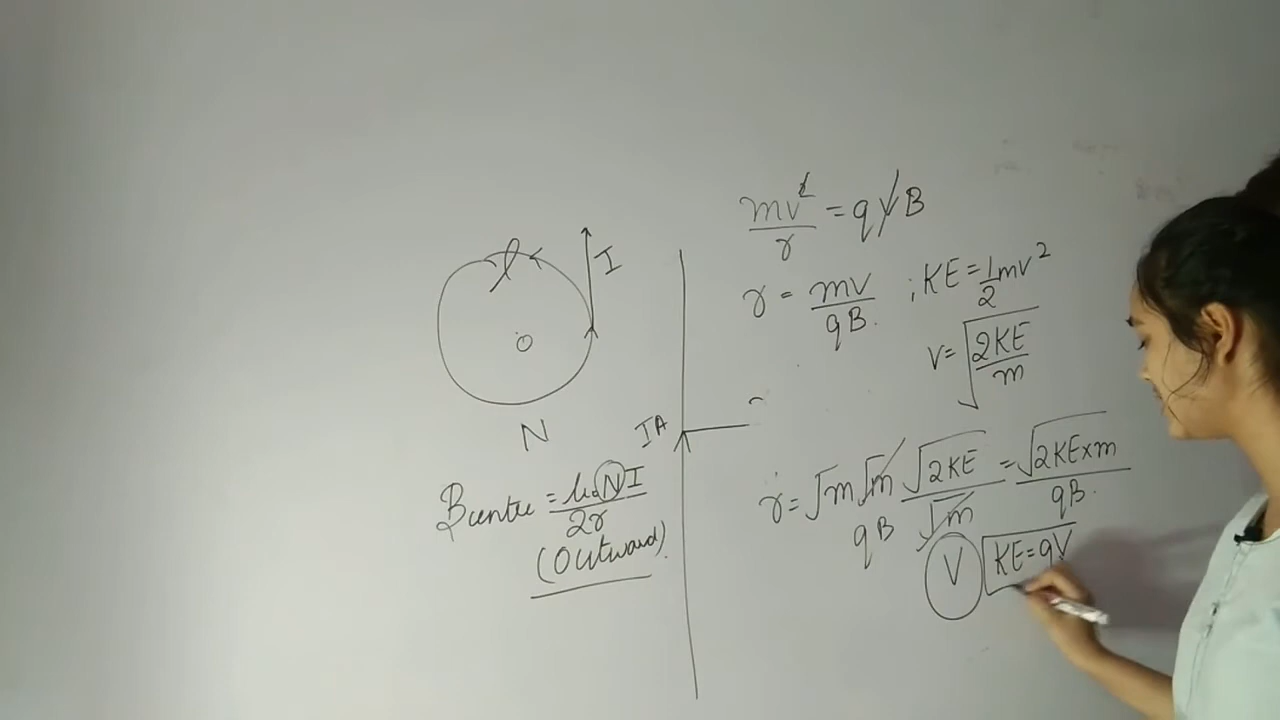 I
O
N
B centre = μ₀NI / 2r
(Outward)
IA
mv² / r = qvB
r = mv / qB. ; KE = 1/2 mv²
v = √(2KE / m)
r = √m √m √2KE / qB √m = √2KE×m / qB.
V KE = qV